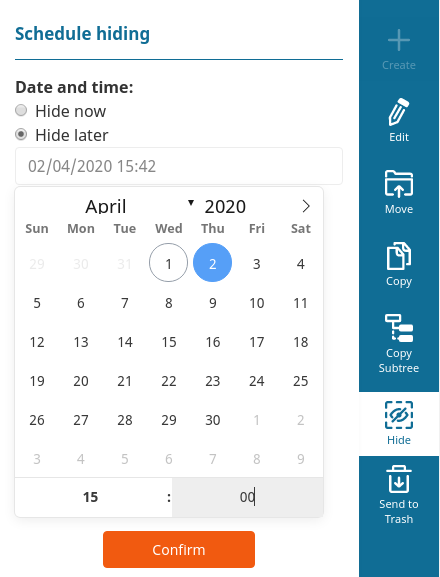 Schedule hiding
Date and time:
Hide now
Hide later
02/04/2020 15:42
April 2020
Sun Mon Tue Wed Thu Fri Sat
29 30 31 1 2 3 4
5 6 7 8 9 10 11
12 13 14 15 16 17 18
19 20 21 22 23 24 25
26 27 28 29 30 1 2
3 4 5 6 7 8 9
15 : 00
Confirm
Create
Edit
Move
Copy
Copy
Subtree
Hide
Send to
Trash